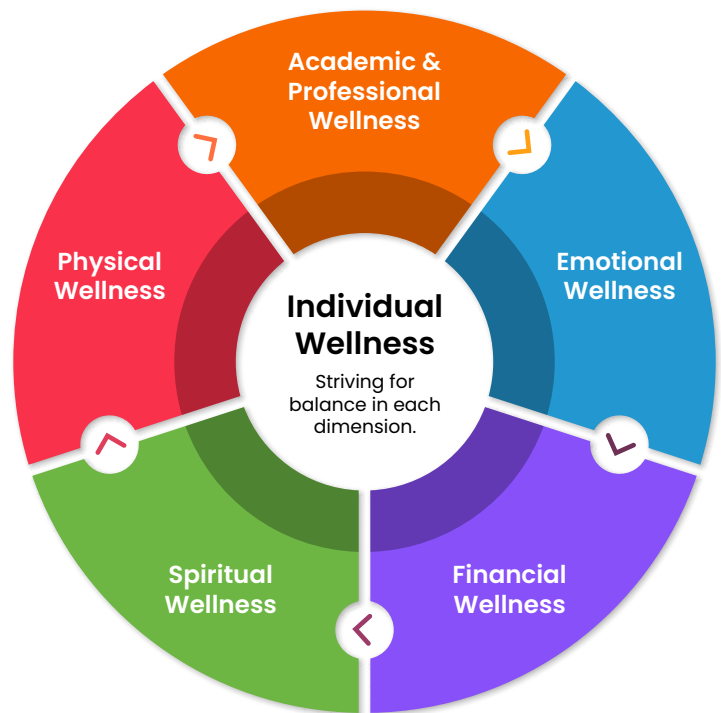 Academic &
Professional
Wellness
Physical
Wellness
Emotional
Wellness
Individual
Wellness
Striving for
balance in each
dimension.
Spiritual
Wellness
Financial
Wellness